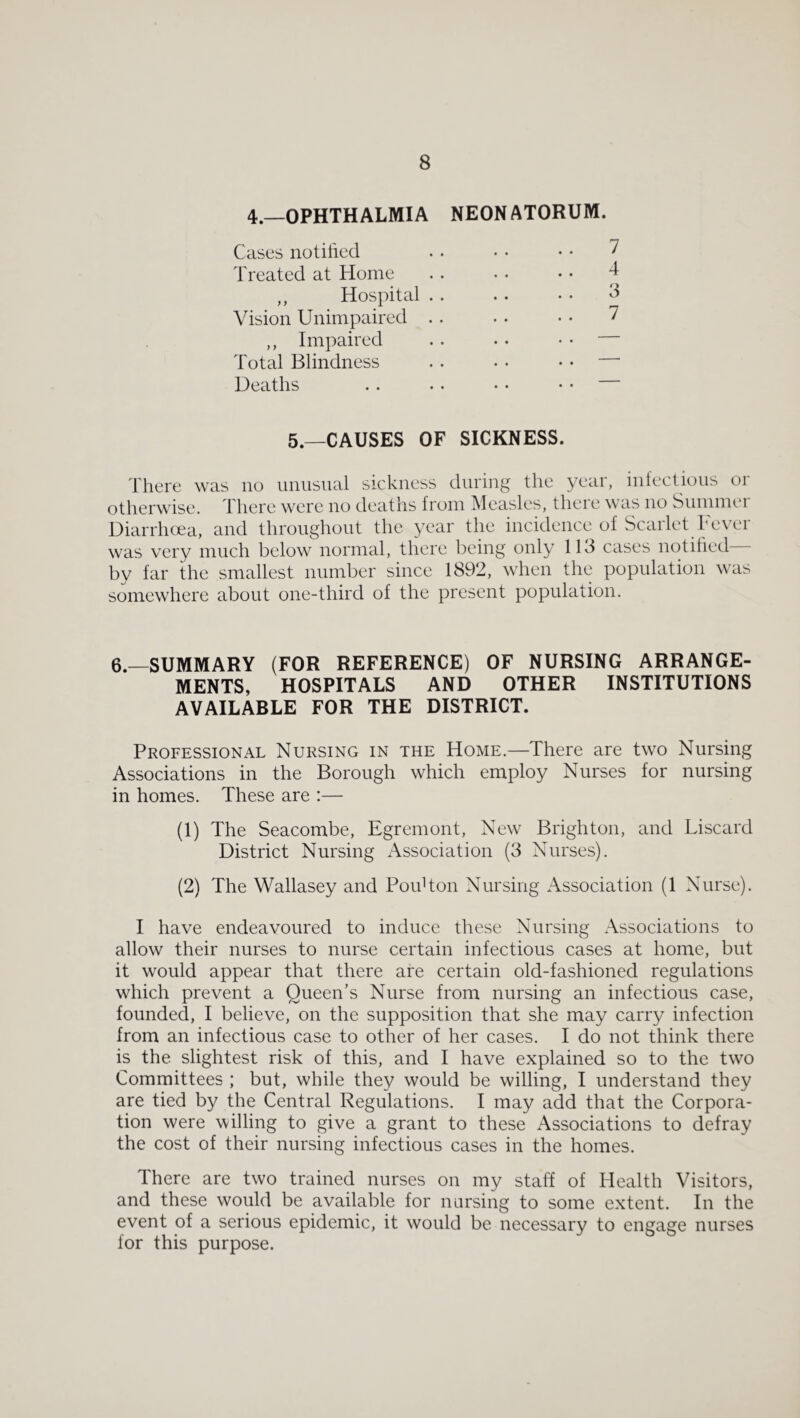 8
4.—OPHTHALMIA NEONATORUM.
Cases notified .. .. .. 7
Treated at Home .. .. .. 4
,, Hospital .. .. .. 3
Vision Unimpaired .. .. .. 7
,, Impaired .. .. .. —
Total Blindness .. .. .. —
Deaths .. .. .. .. —
5.—CAUSES OF SICKNESS.
There was no unusual sickness during the year, infectious or
otherwise. There were no deaths from Measles, there was no Summer
Diarrhœa, and throughout the year the incidence of Scarlet Fever
was very much below normal, there being only 113 cases notified—
by far the smallest number since 1892, when the population was
somewhere about one-third of the present population.
6.—SUMMARY (FOR REFERENCE) OF NURSING ARRANGE-
MENTS, HOSPITALS AND OTHER INSTITUTIONS
AVAILABLE FOR THE DISTRICT.
Professional Nursing in the Home.—There are two Nursing
Associations in the Borough which employ Nurses for nursing
in homes. These are :—
(1) The Seacombe, Egremont, New Brighton, and Liscard
District Nursing Association (3 Nurses).
(2) The Wallasey and Poulton Nursing Association (1 Nurse).
I have endeavoured to induce these Nursing Associations to
allow their nurses to nurse certain infectious cases at home, but
it would appear that there are certain old-fashioned regulations
which prevent a Queen's Nurse from nursing an infectious case,
founded, I believe, on the supposition that she may carry infection
from an infectious case to other of her cases. I do not think there
is the slightest risk of this, and I have explained so to the two
Committees ; but, while they would be willing, I understand they
are tied by the Central Regulations. I may add that the Corpora-
tion were willing to give a grant to these Associations to defray
the cost of their nursing infectious cases in the homes.
There are two trained nurses on my staff of Health Visitors,
and these would be available for nursing to some extent. In the
event of a serious epidemic, it would be necessary to engage nurses
for this purpose.